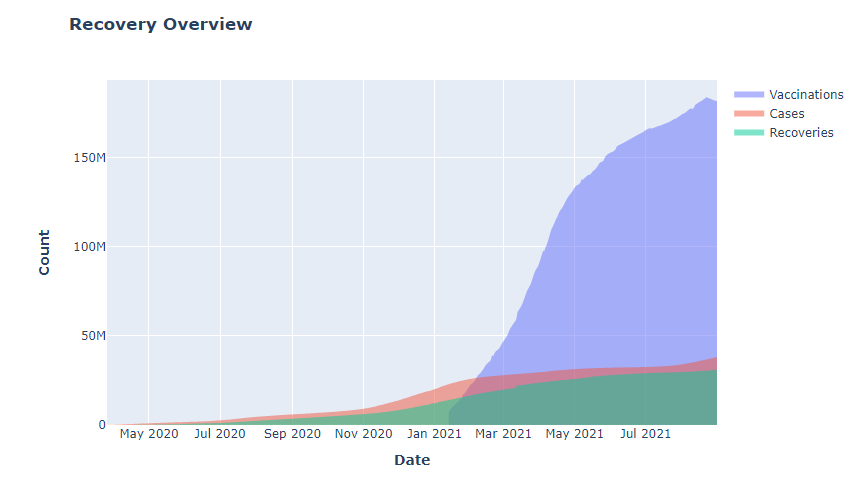 Recovery Overview
Vaccinations
Cases
Recoveries
150M
100M
50M
0
Count
May 2020 Jul 2020 Sep 2020 Nov 2020 Jan 2021 Mar 2021 May 2021 Jul 2021
Date